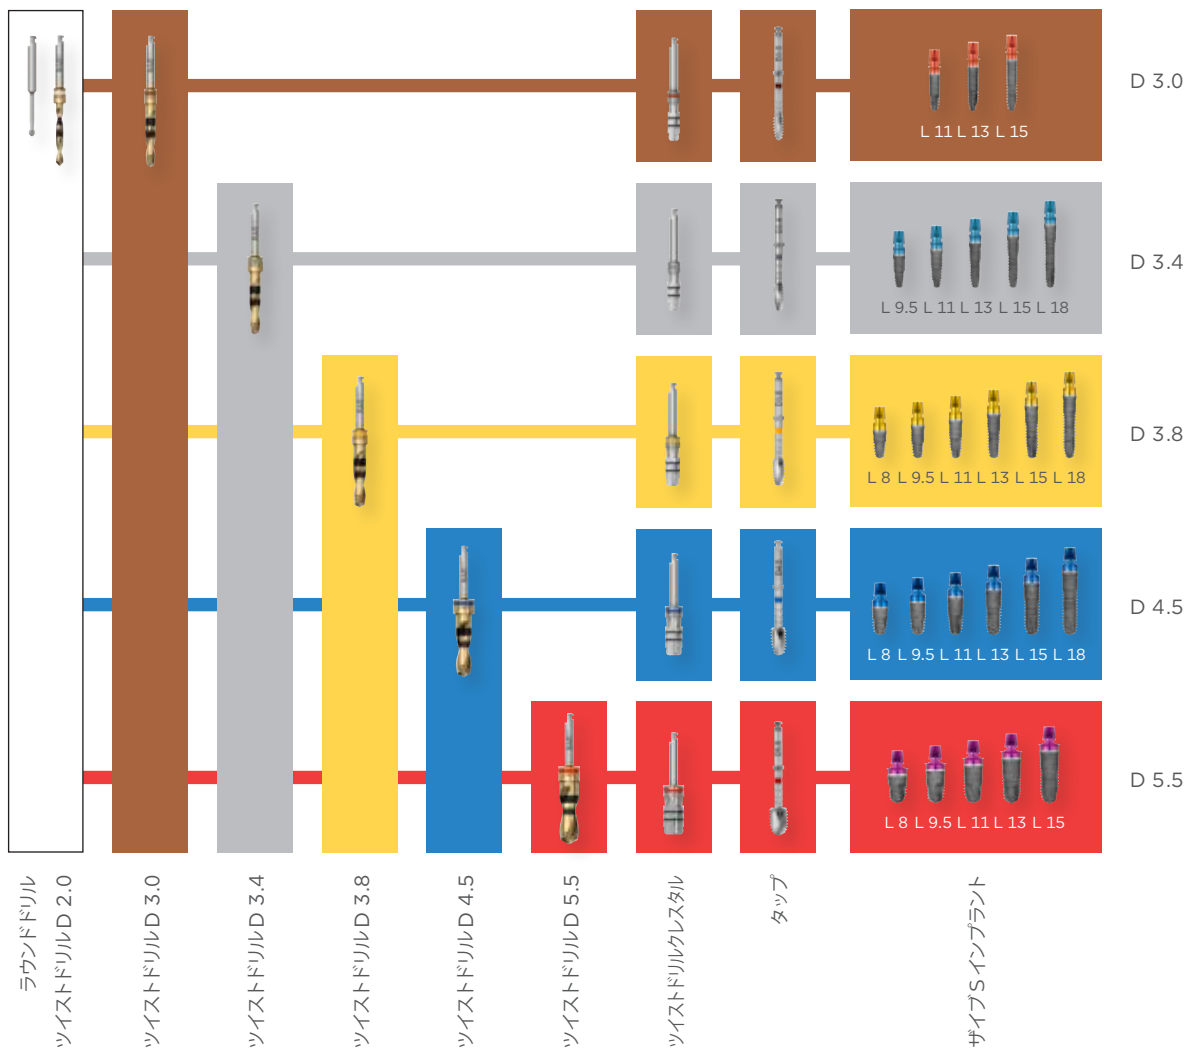 D 3.0
L 11 L 13 L 15
D 3.4
L 9.5 L 11 L 13 L 15 L 18
D 3.8
L 8 L 9.5 L 11 L 13 L 15 L 18
D 4.5
L 8 L 9.5 L 11 L 13 L 15 L 18
D 5.5
L 8 L 9.5 L 11 L 13 L 15
ラウンドドリル
ツイストドリルD 2.0
ツイストドリルD 3.0
ツイストドリルD 3.4
ツイストドリルD 3.8
ツイストドリルD 4.5
ツイストドリルD 5.5
ツイストドリルクレスタル
タップ
ザイブ S インプラント